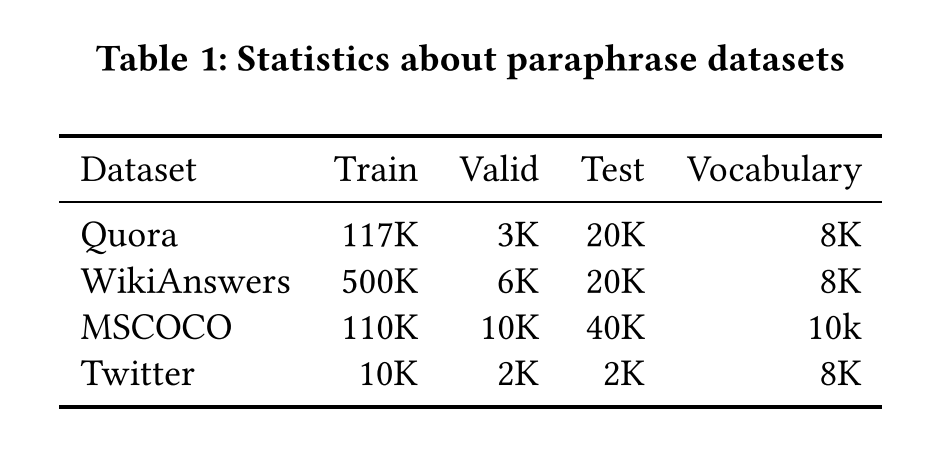 Table 1: Statistics about paraphrase datasets
Dataset Train Valid Test Vocabulary
Quora 117K 3K 20K 8K
WikiAnswers 500K 6K 20K 8K
MSCOCO 110K 10K 40K 10k
Twitter 10K 2K 2K 8K